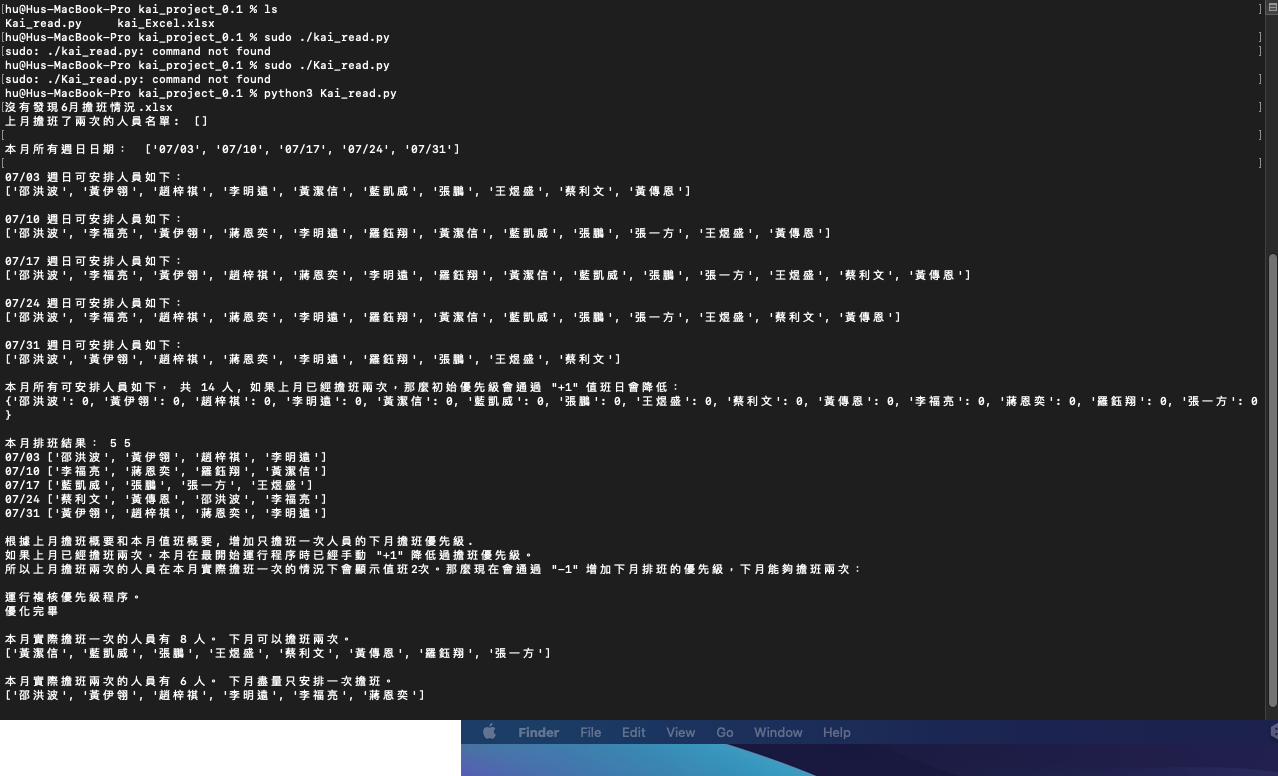 hu@Hus-MacBook-Pro kai_project_0.1 % ls
Kai_read.py     kai_Excel.xlsx
hu@Hus-MacBook-Pro kai_project_0.1 % sudo ./kai_read.py
sudo: ./kai_read.py: command not found
hu@Hus-MacBook-Pro kai_project_0.1 % sudo ./Kai_read.py
sudo: ./Kai_read.py: command not found
hu@Hus-MacBook-Pro kai_project_0.1 % python3 Kai_read.py
沒有發現6月擔班情況.xlsx
上月擔班了兩次的人員名單： []
本月所有週日日期：  ['07/03', '07/10', '07/17', '07/24', '07/31']
07/03 週日可安排人員如下：
['邵洪波', '黃伊翎', '趙梓祺', '李明遠', '黃潔信', '藍凱威', '張鵬', '王煜盛', '蔡利文', '黃傳恩']
07/10 週日可安排人員如下：
['邵洪波', '李福亮', '黃伊翎', '蔣恩奕', '李明遠', '羅鈺翔', '黃潔信', '藍凱威', '張鵬', '張一方', '王煜盛', '黃傳恩']
07/17 週日可安排人員如下：
['邵洪波', '李福亮', '黃伊翎', '趙梓祺', '蔣恩奕', '李明遠', '羅鈺翔', '黃潔信', '藍凱威', '張鵬', '張一方', '王煜盛', '蔡利文', '黃傳恩']
07/24 週日可安排人員如下：
['邵洪波', '李福亮', '趙梓祺', '蔣恩奕', '李明遠', '羅鈺翔', '黃潔信', '藍凱威', '張鵬', '張一方', '王煜盛', '蔡利文', '黃傳恩']
07/31 週日可安排人員如下：
['邵洪波', '黃伊翎', '趙梓祺', '蔣恩奕', '李明遠', '羅鈺翔', '張鵬', '王煜盛', '蔡利文']
本月所有可安排人員如下， 共 14 人, 如果上月已經擔班兩次，那麼初始優先級會通過 "+1" 值班日會降低：
{'邵洪波': 0, '黃伊翎': 0, '趙梓祺': 0, '李明遠': 0, '黃潔信': 0, '藍凱威': 0, '張鵬': 0, '王煜盛': 0, '蔡利文': 0, '黃傳恩': 0, '李福亮': 0, '蔣恩奕': 0, '羅鈺翔': 0, '張一方': 0
}
本月排班結果： 5 5
07/03 ['邵洪波', '黃伊翎', '趙梓祺', '李明遠']
07/10 ['李福亮', '蔣恩奕', '羅鈺翔', '黃潔信']
07/17 ['藍凱威', '張鵬', '張一方', '王煜盛']
07/24 ['蔡利文', '黃傳恩', '邵洪波', '李福亮']
07/31 ['黃伊翎', '趙梓祺', '蔣恩奕', '李明遠']
根據上月擔班概要和本月值班概要, 增加只擔班一次人員的下月擔班優先級.
如果上月已經擔班兩次，本月在最開始運行程序時已經手動 "+1" 降低過擔班優先級。
所以上月擔班兩次的人員在本月實際擔班一次的情況下會顯示值班2次。那麼現在會通過 "-1" 增加下月排班的優先級，下月能夠擔班兩次：
運行複核優先級程序。
優化完畢
本月實際擔班一次的人員有 8 人。 下月可以擔班兩次。
['黃潔信', '藍凱威', '張鵬', '王煜盛', '蔡利文', '黃傳恩', '羅鈺翔', '張一方']
本月實際擔班兩次的人員有 6 人。 下月盡量只安排一次擔班。
['邵洪波', '黃伊翎', '趙梓祺', '李明遠', '李福亮', '蔣恩奕']
Finder File Edit View Go Window Help